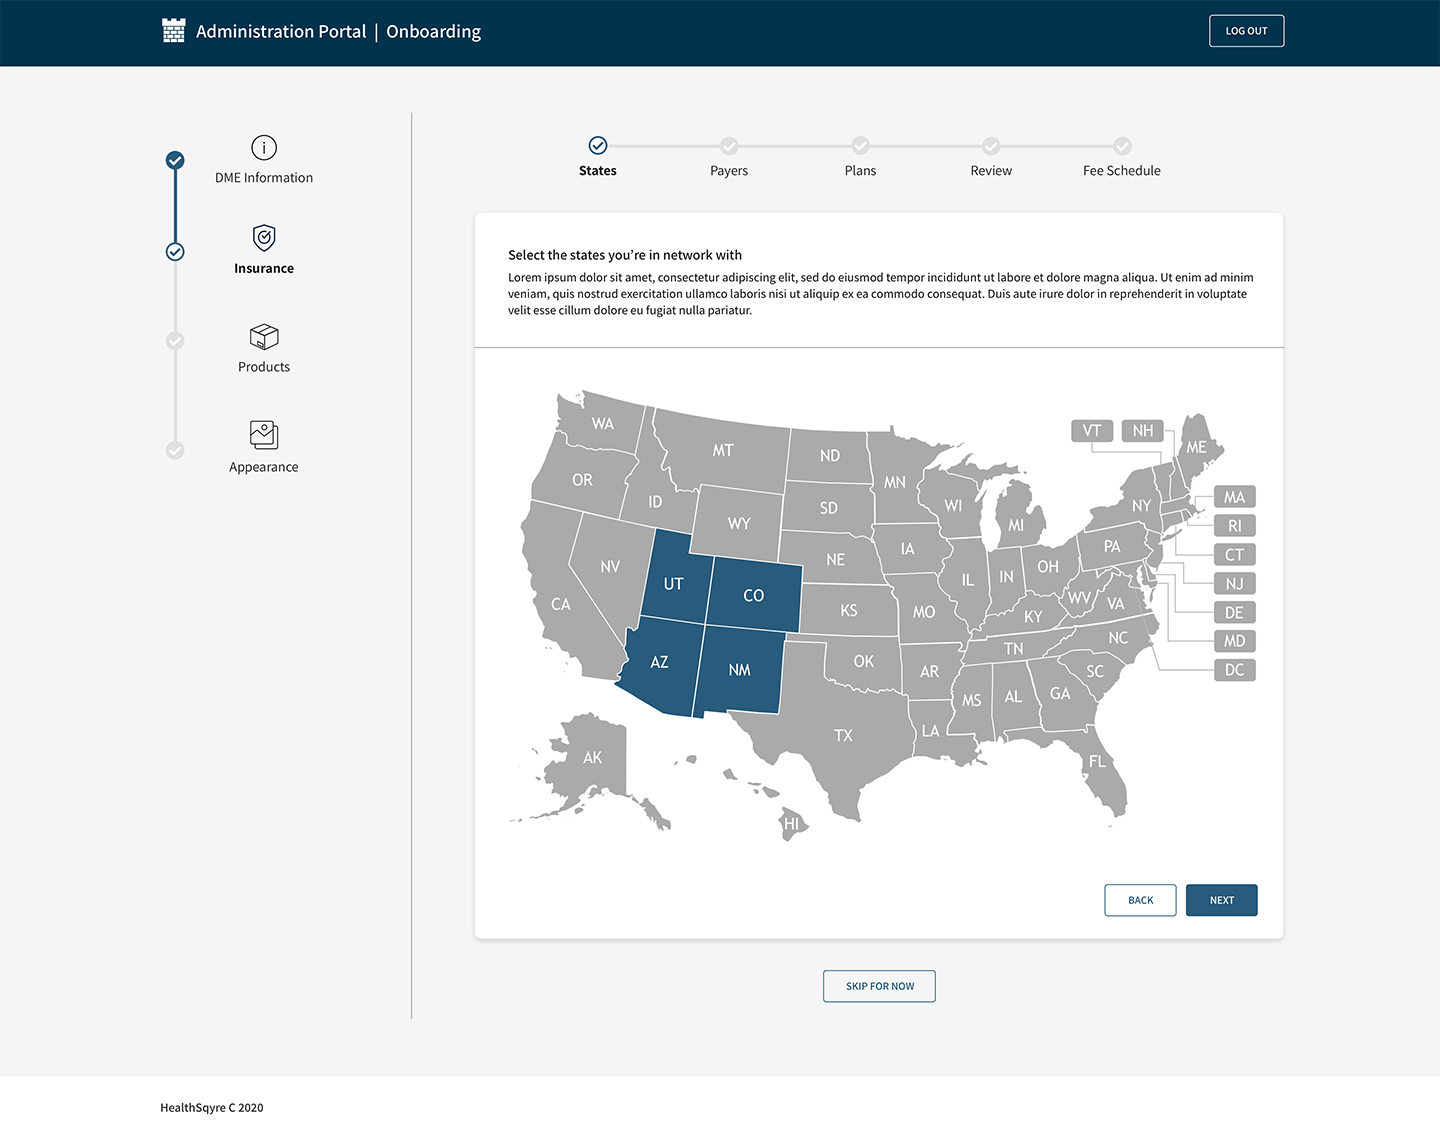 Administration Portal | Onboarding
LOG OUT
DME Information
Insurance
Products
Appearance
States
Payers
Plans
Review
Fee Schedule
Select the states you’re in network with
Lorem ipsum dolor sit amet, consectetur adipiscing elit, sed do eiusmod tempor incididunt ut labore et dolore magna aliqua. Ut enim ad minim
veniam, quis nostrud exercitation ullamco laboris nisi ut aliquip ex ea commodo consequat. Duis aute irure dolor in reprehenderit in voluptate
velit esse cillum dolore eu fugiat nulla pariatur.
WA
MT
ND
MN
VT
NH
ME
OR
ID
WY
SD
WI
MI
NY
MA
RI
CT
NJ
DE
MD
DC
NV
UT
CO
NE
IA
IL
IN
OH
PA
CA
KS
MO
KY
WV
VA
AZ
NM
OK
AR
TN
NC
SC
TX
LA
MS
AL
GA
FL
AK
HI
BACK
NEXT
SKIP FOR NOW
HealthSqyre C 2020